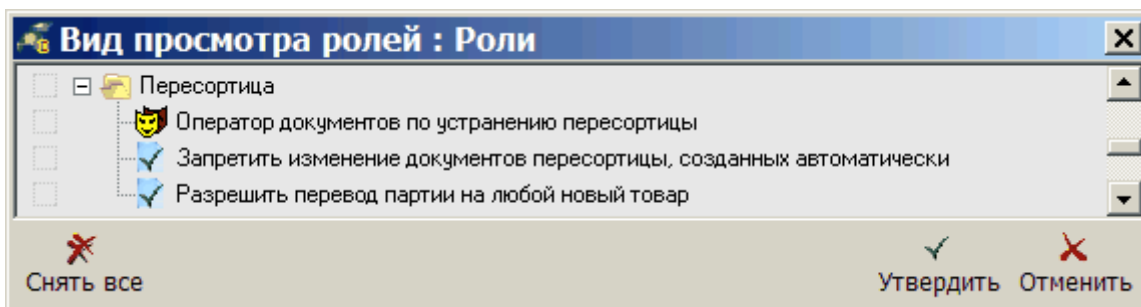 Вид просмотра ролей : Роли
Пересортица
Оператор документов по устранению пересортицы
Запретить изменение документов пересортицы, созданных автоматически
Разрешить перевод партии на любой новый товар
Снять все
Утвердить Отменить